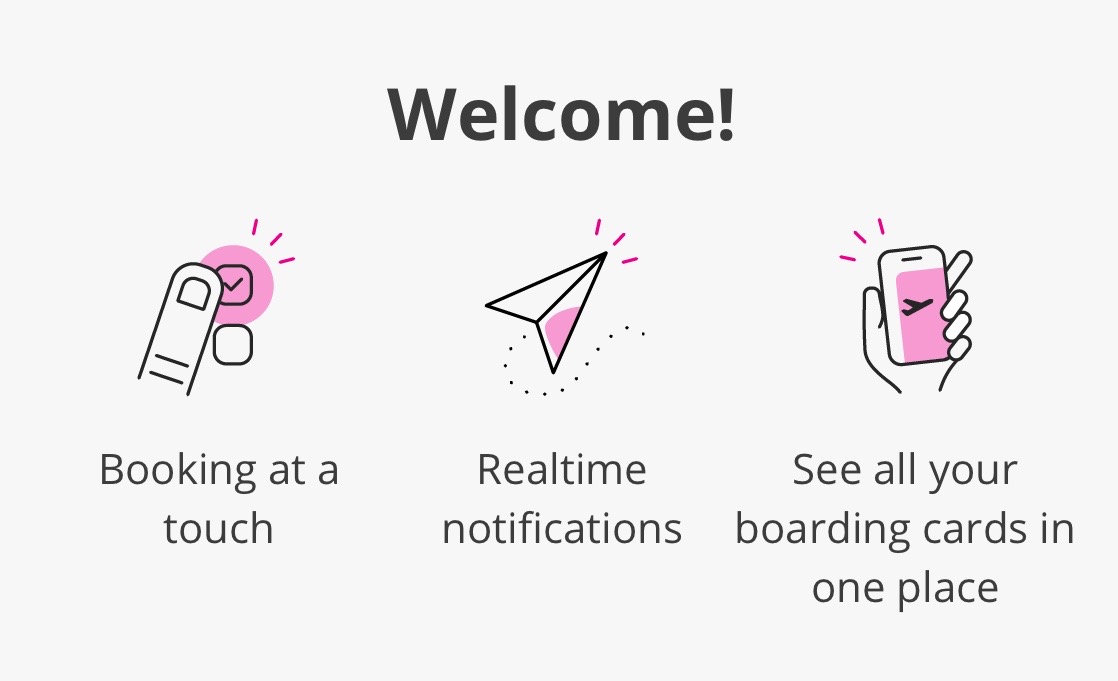 Welcome!
Booking at a
touch
Realtime
notifications
See all your
boarding cards in
one place